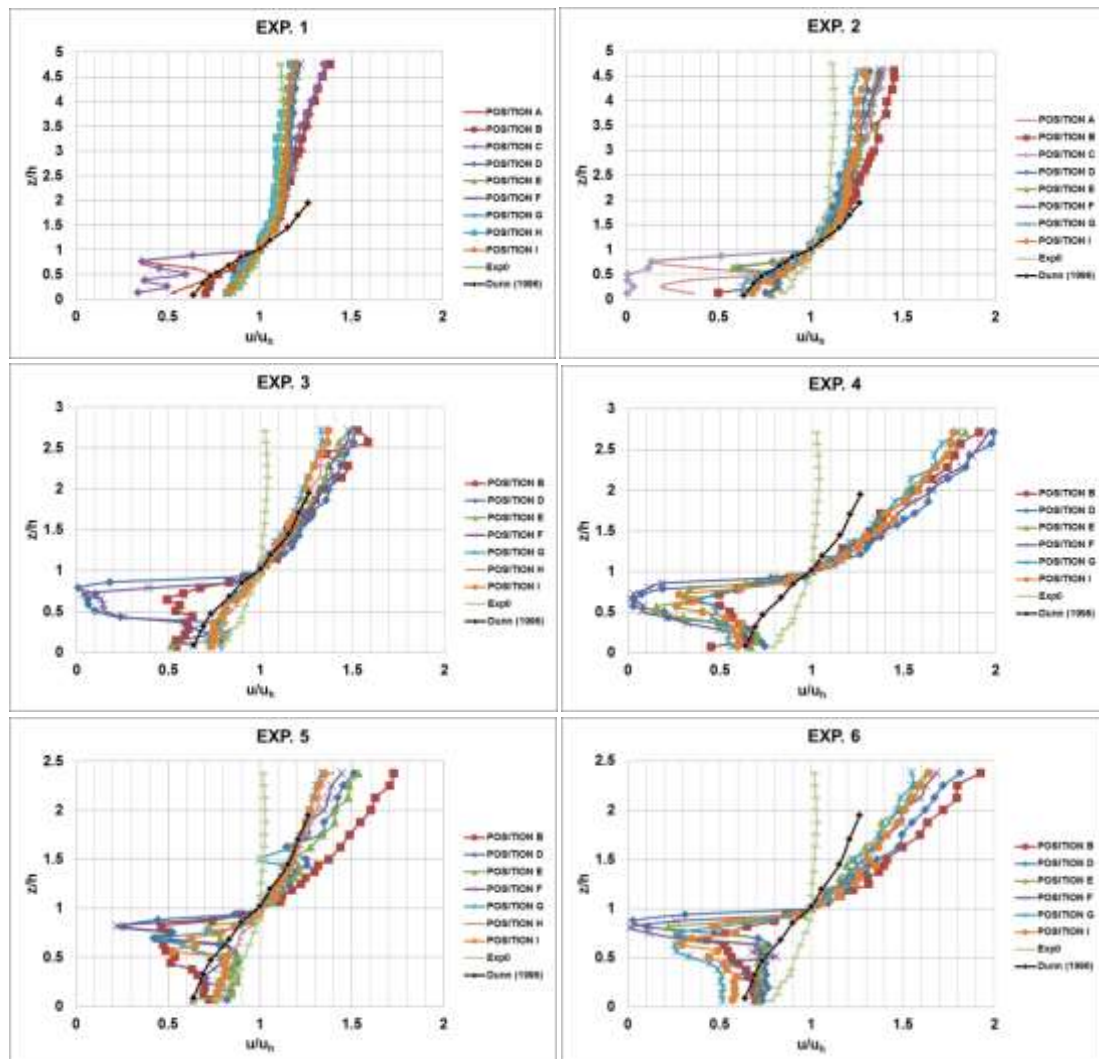 EXP. 1
5
4.5
4
3.5
3
2.5
2
1.5
1
0.5
0
z/h
0 0.5 1 1.5 2
u/uh
POSITION A
POSITION B
POSITION C
POSITION D
POSITION E
POSITION F
POSITION G
POSITION H
POSITION I
Exp0
Dunn (1996)
EXP. 2
5
4.5
4
3.5
3
2.5
2
1.5
1
0.5
0
z/h
0 0.5 1 1.5 2
u/uh
POSITION A
POSITION B
POSITION C
POSITION D
POSITION E
POSITION F
POSITION G
POSITION I
Exp0
Dunn (1996)
EXP. 3
3
2.5
2
1.5
1
0.5
0
z/h
0 0.5 1 1.5 2
u/uh
POSITION B
POSITION D
POSITION E
POSITION F
POSITION G
POSITION H
POSITION I
Exp0
Dunn (1996)
EXP. 4
3
2.5
2
1.5
1
0.5
0
z/h
0 0.5 1 1.5 2
u/uh
POSITION B
POSITION D
POSITION E
POSITION F
POSITION G
POSITION I
Exp0
Dunn (1996)
EXP. 5
2.5
2
1.5
1
0.5
0
z/h
0 0.5 1 1.5 2
u/uh
POSITION B
POSITION D
POSITION E
POSITION F
POSITION G
POSITION H
POSITION I
Exp0
Dunn (1996)
EXP. 6
2.5
2
1.5
1
0.5
0
z/h
0 0.5 1 1.5 2
u/uh
POSITION B
POSITION D
POSITION E
POSITION F
POSITION G
POSITION I
Exp0
Dunn (1996)